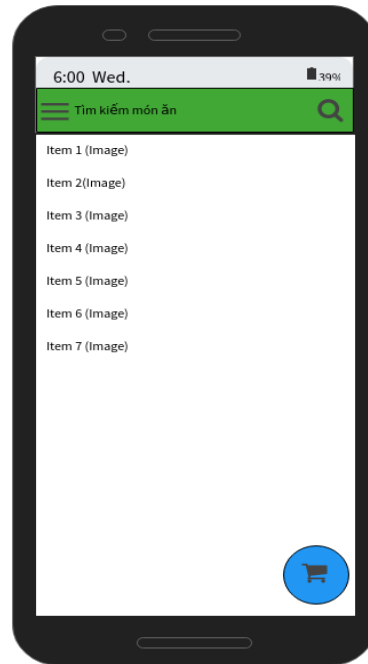 6:00 Wed. 39%
Tìm kiếm món ăn
Item 1 (Image)
Item 2(Image)
Item 3 (Image)
Item 4 (Image)
Item 5 (Image)
Item 6 (Image)
Item 7 (Image)